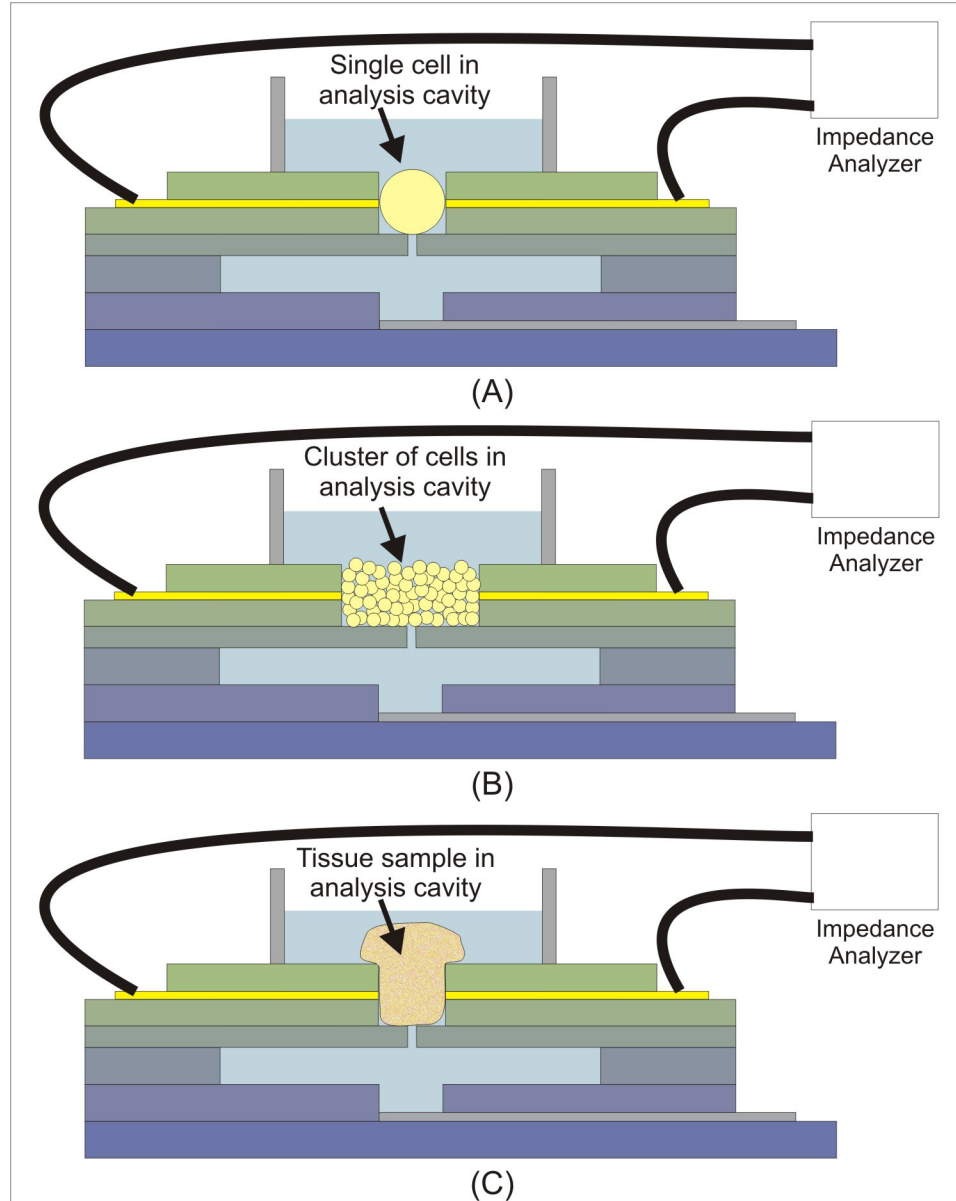 Single cell in
analysis cavity
Impedance
Analyzer
(A)
Cluster of cells in
analysis cavity
Impedance
Analyzer
(B)
Tissue sample in
analysis cavity
Impedance
Analyzer
(C)